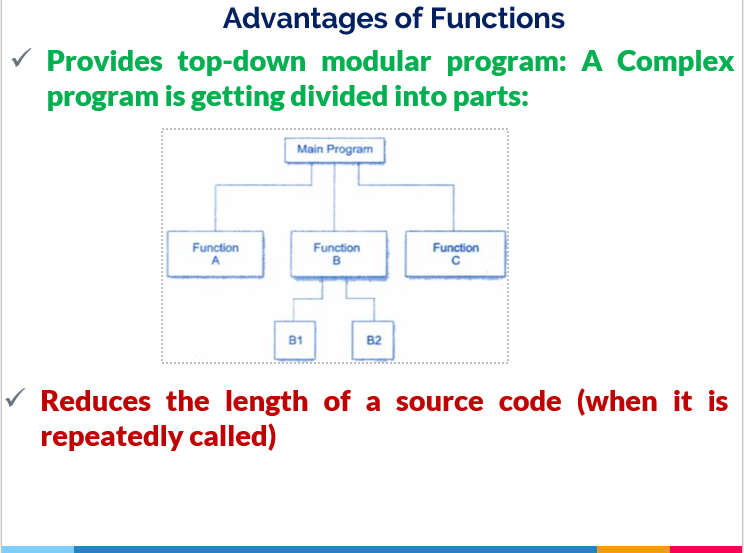 Advantages of Functions
✓ Provides top-down modular program: A Complex
program is getting divided into parts:
Main Program
Function
A
Function
B
Function
C
B1
B2
✓ Reduces the length of a source code (when it is
repeatedly called)